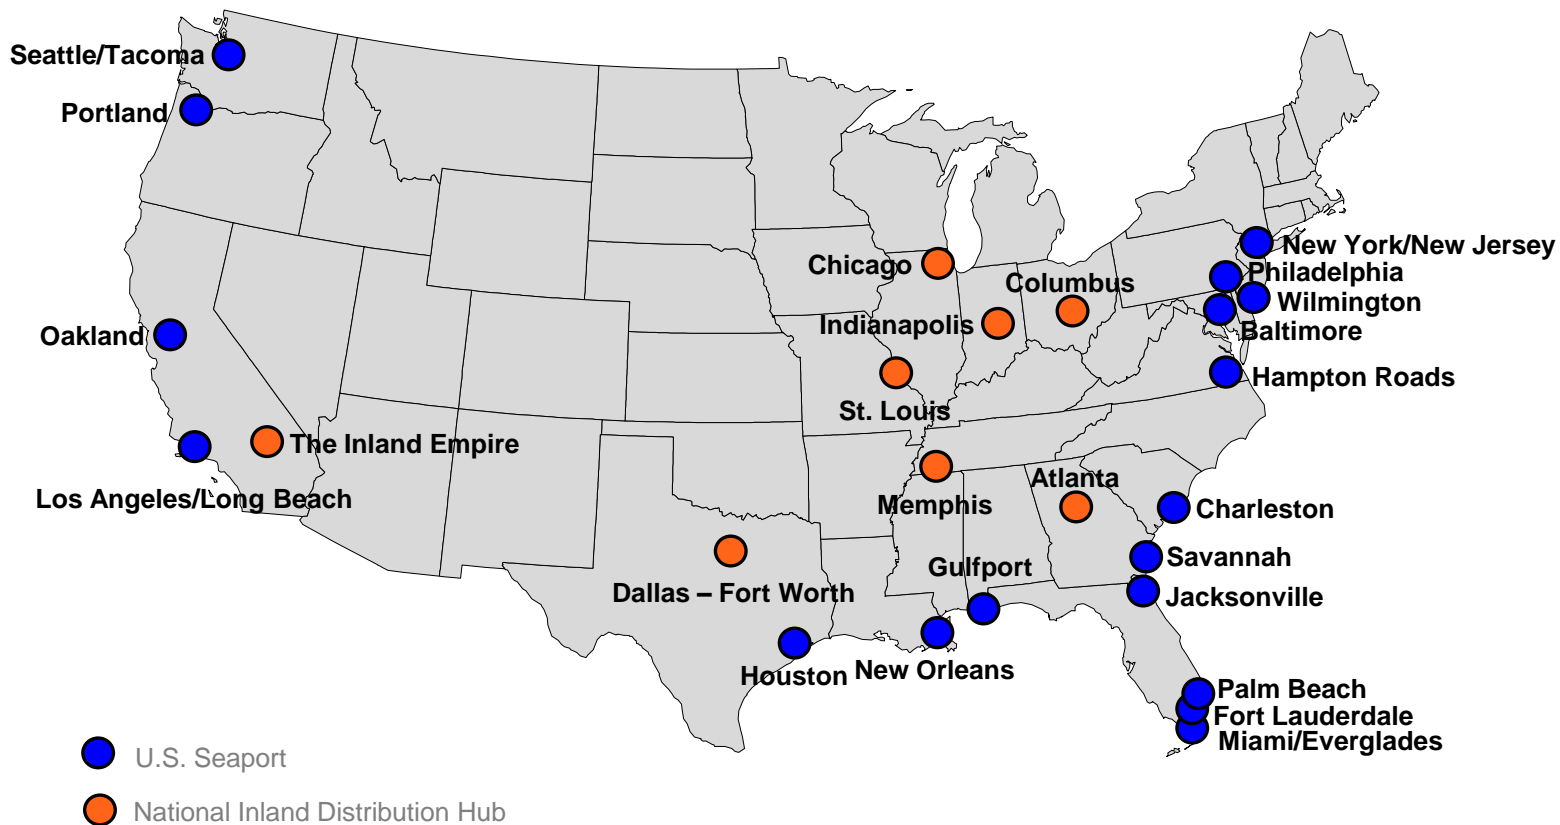 Seattle/Tacoma
Portland
New York/New Jersey
Chicago
Philadelphia
Columbus
Wilmington
Indianapolis
Baltimore
Oakland
Hampton Roads
St. Louis
The Inland Empire
Atlanta
Los Angeles/Long Beach
Memphis
Charleston
Savannah
Gulfport
Dallas – Fort Worth
Jacksonville
New Orleans
Houston
Palm Beach
Fort Lauderdale
Miami/Everglades
U.S. Seaport
National Inland Distribution Hub